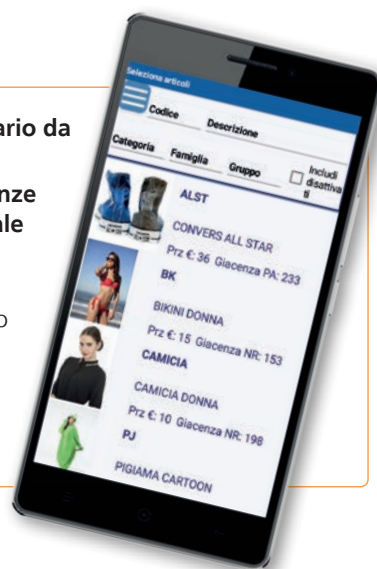 ario da
nze
ale
o
Seleziona articoli
Codice Descrizione
Categoria Famiglia Gruppo Includi
disattiva
ti
ALST
CONVERS ALL STAR
Prz €: 36 Giacenza PA: 233
BK
BIKINI DONNA
Prz €: 15 Giacenza NR: 153
CAMICIA
CAMICIA DONNA
Prz €: 10 Giacenza NR: 198
PJ
PIGIAMA CARTOON